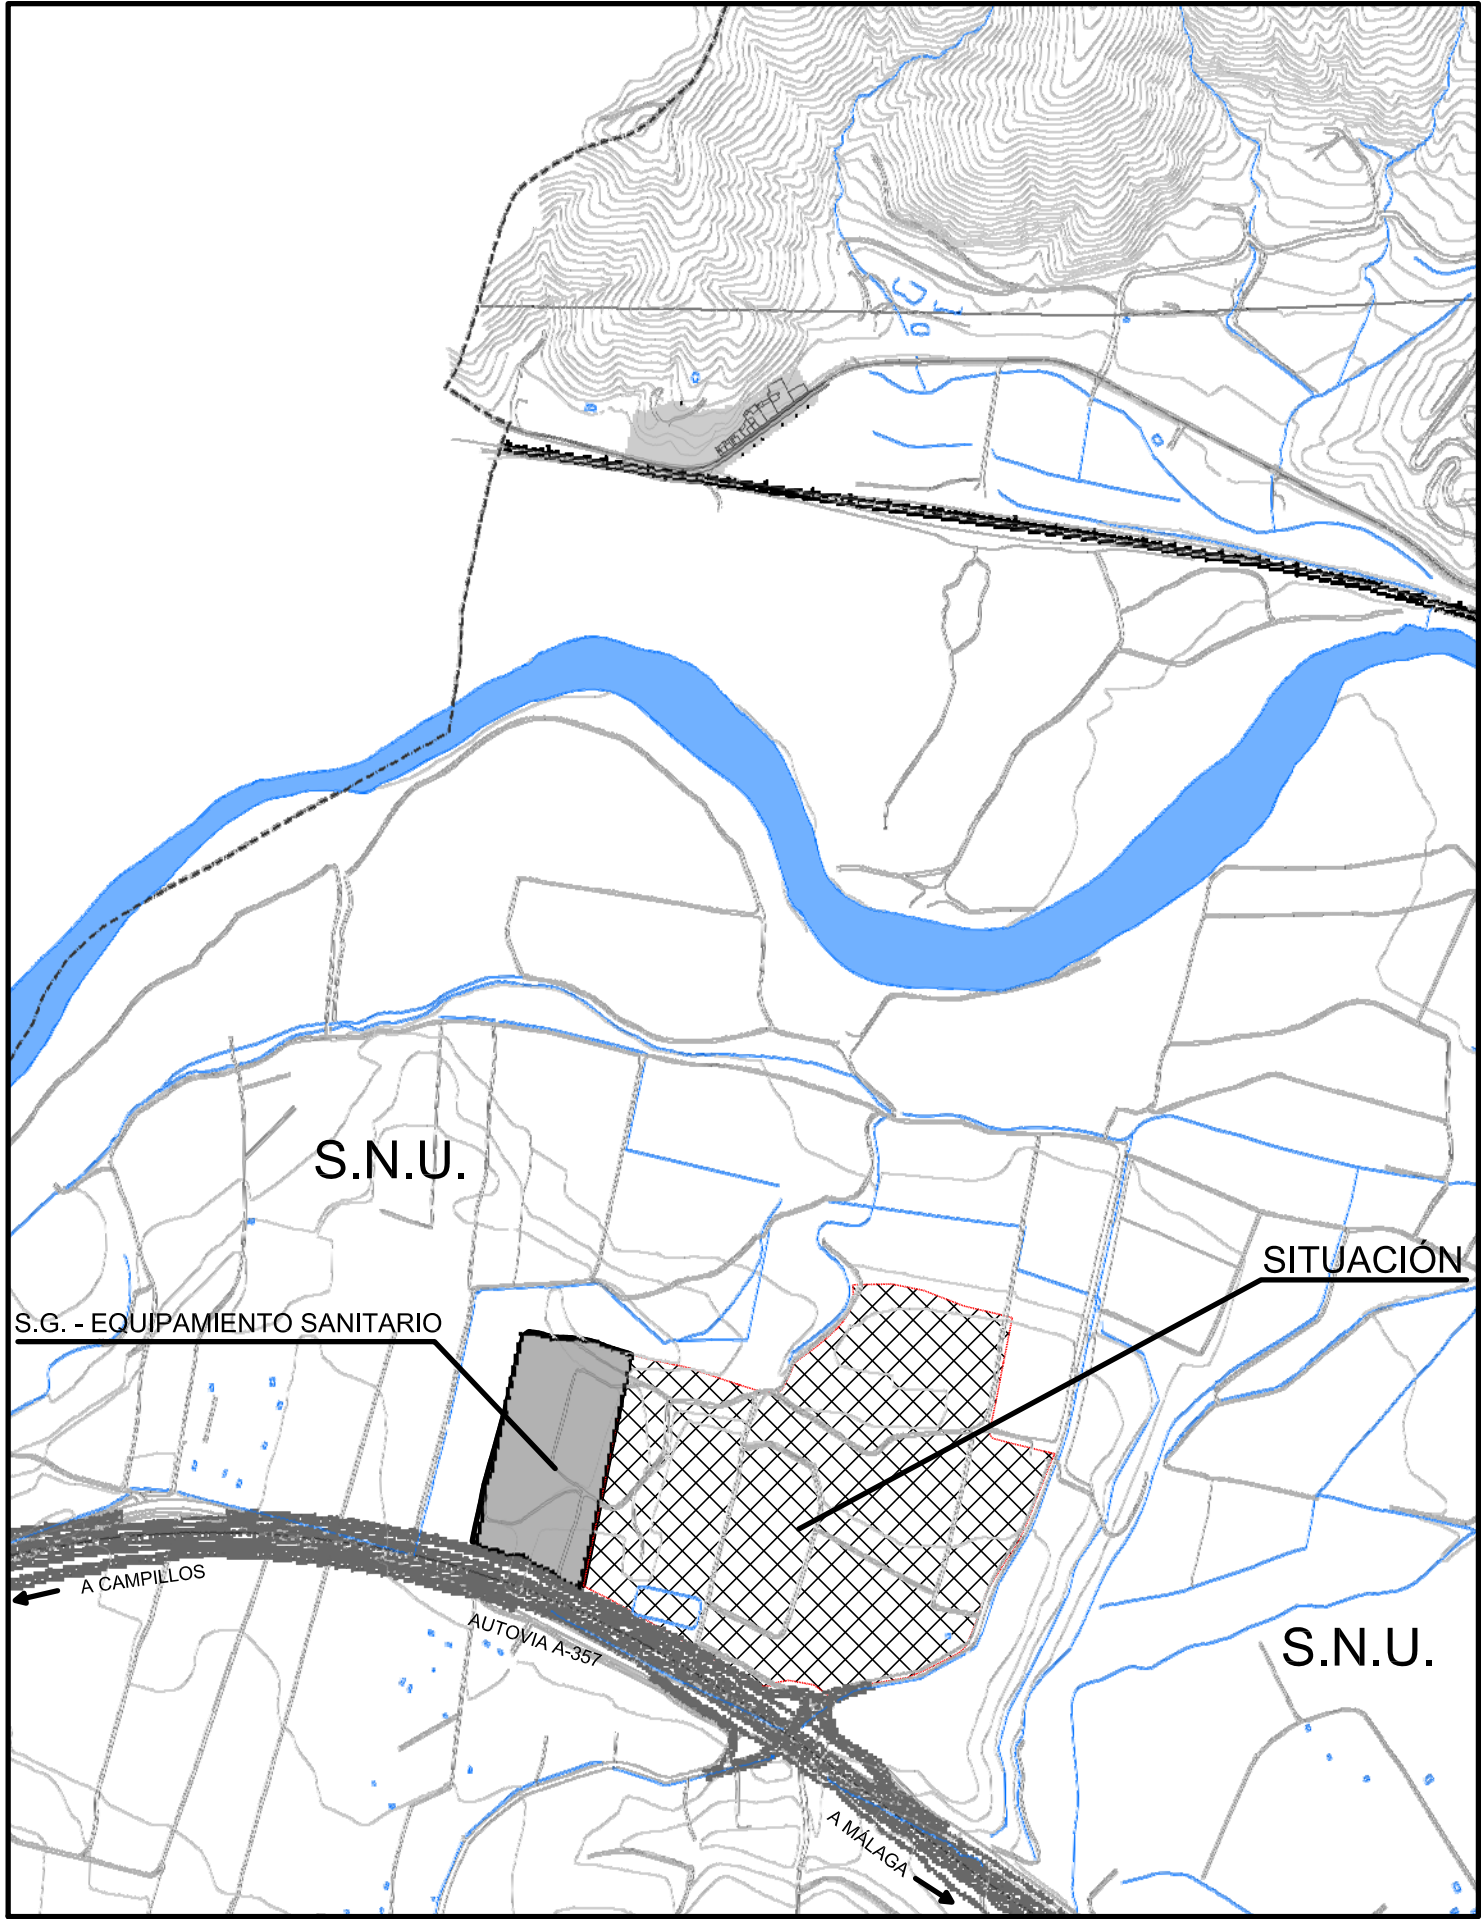 S.N.U.
SITUACIÓN
S.G. - EQUIPAMIENTO SANITARIO
A CAMPILLOS
AUTOVIA A-357
S.N.U.
A MÁLAGA